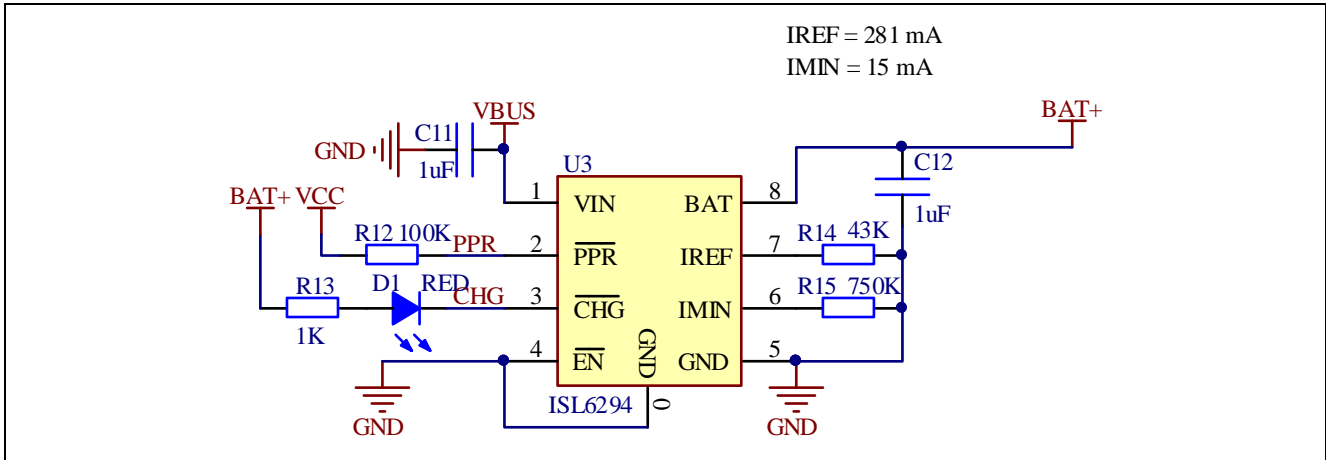 IREF = 281 mA
IMIN = 15 mA
VBUS
BAT+
C11
GND
1uF
U3
C12
1uF
BAT+ VCC
1 VIN BAT 8
R12 100K PPR 2 PPR IREF 7 R14 43K
R13 D1 RED CHG 3 CHG IMIN 6 R15 750K
1K
4 EN GND GND 5
ISL6294 0
GND GND